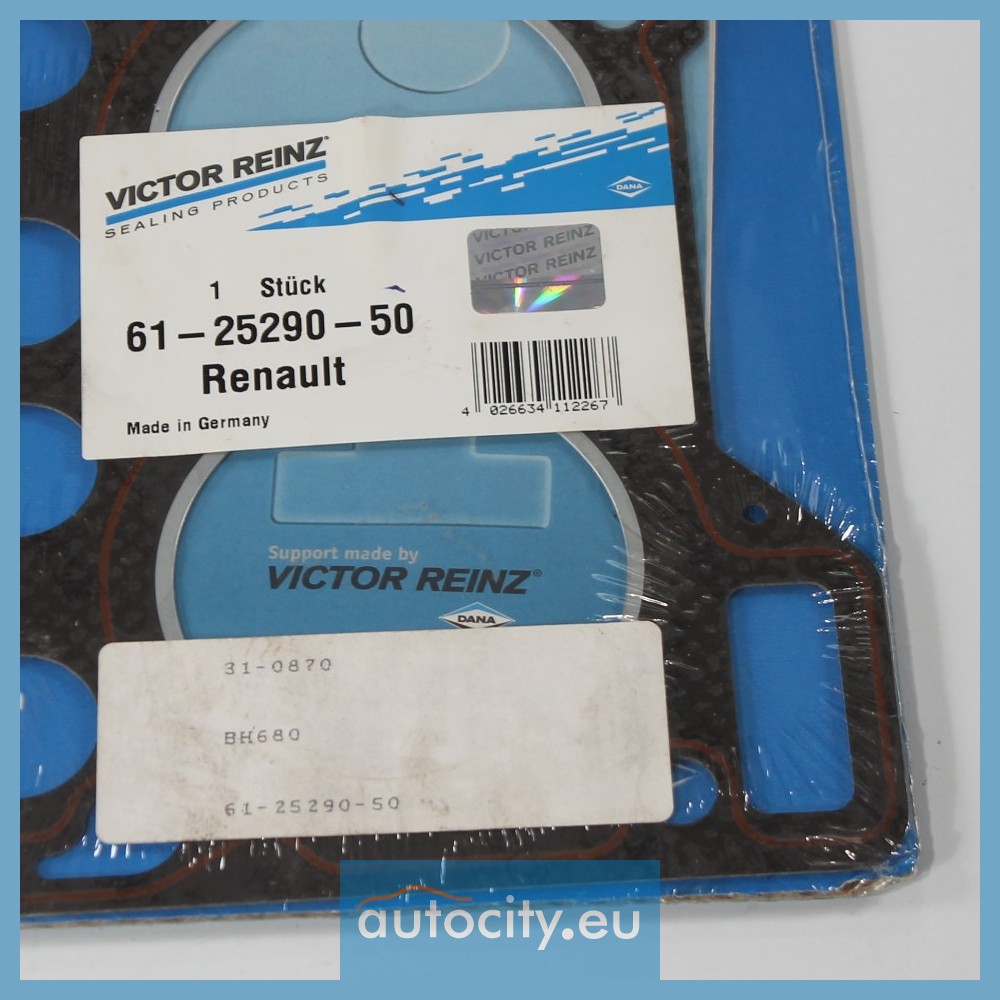 VICTOR REINZ®
SEALING PRODUCTS
DANA
VICTOR REINZ
VICTOR REINZ
1 Stück
61-25290-50
Renault
Made in Germany
4 026634 112267
Support made by
VICTOR REINZ®
DANA
31-0870
BH680
61-25290-50
autocity.eu